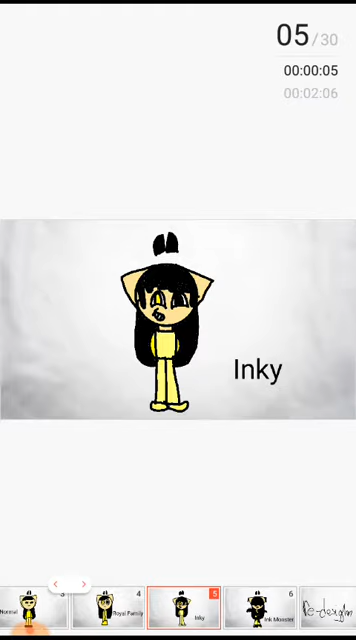 05/30
00:00:05
00:02:06
Inky
3
Normal
4
Royal Family
5
Inky
6
Ink Monster
Re-design